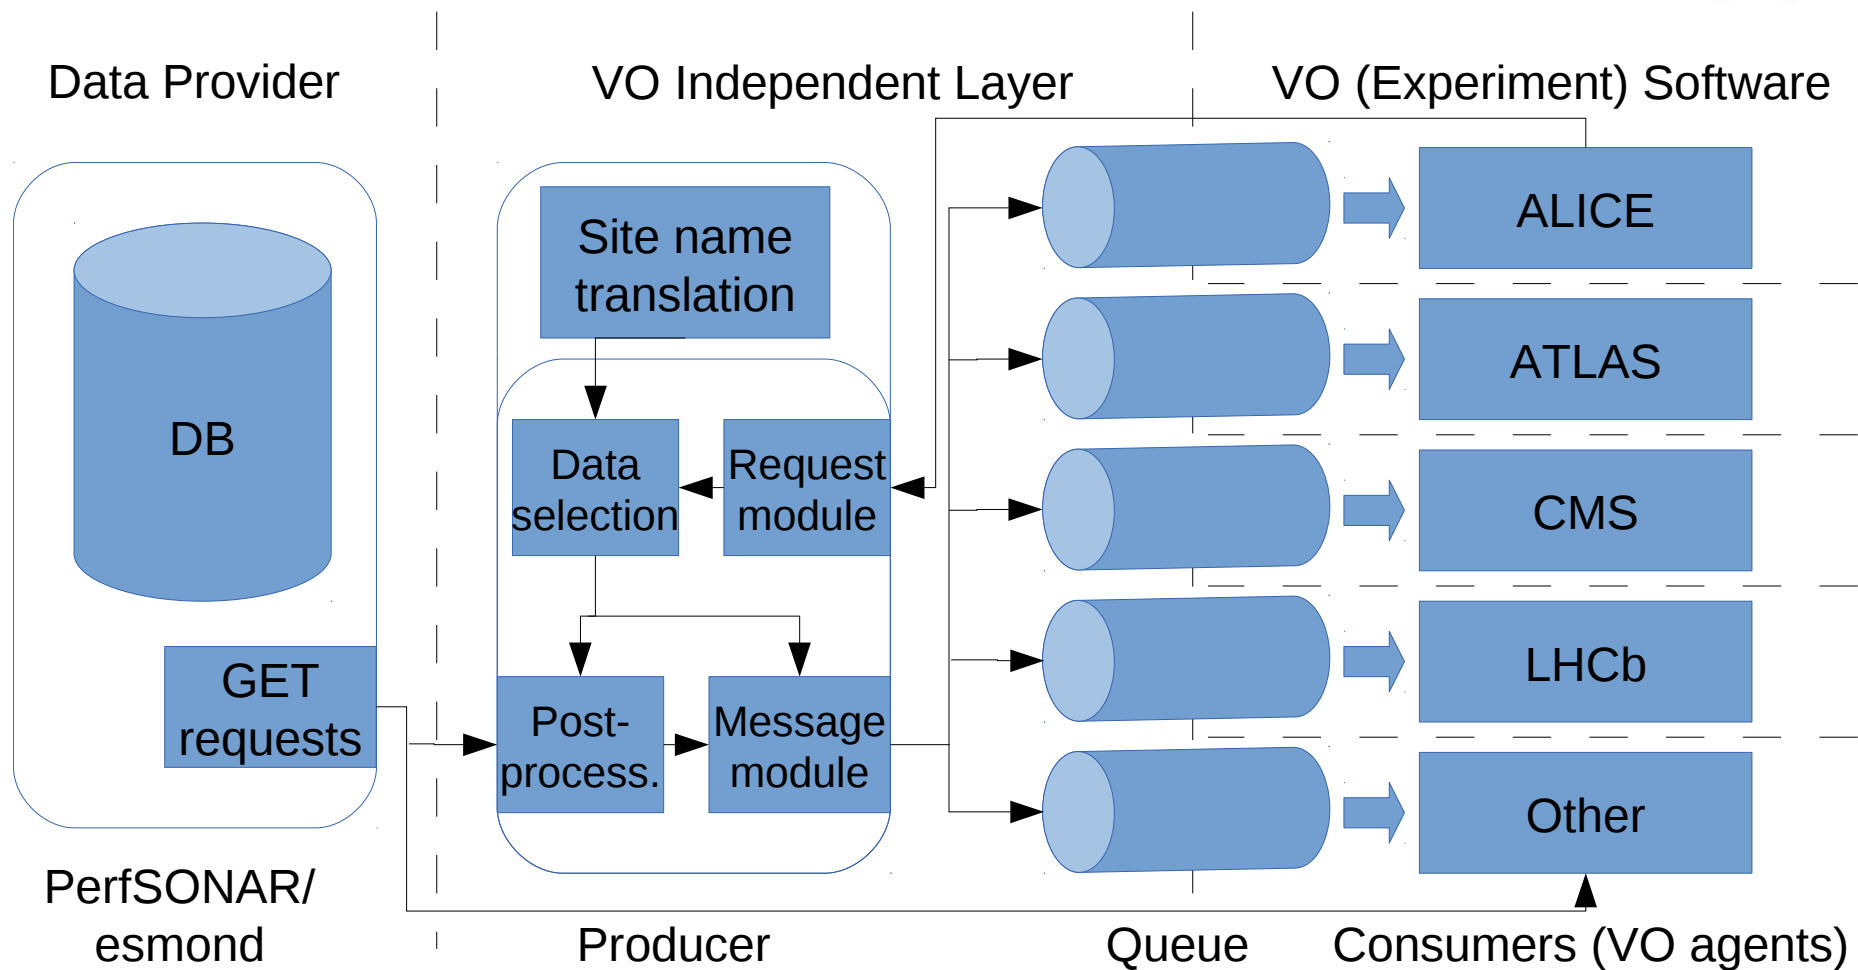 Data Provider
VO Independent Layer
VO (Experiment) Software
DB
GET
requests
PerfSONAR/
esmond
Site name
translation
Data
selection
Request
module
Post-
process.
Message
module
Producer
Queue
ALICE
ATLAS
CMS
LHCb
Other
Consumers (VO agents)